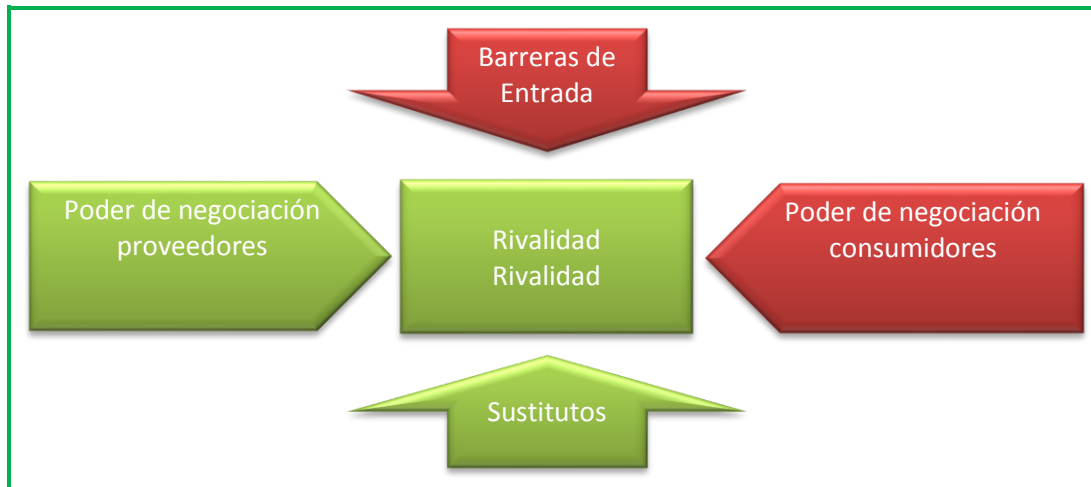 Barreras de
Entrada
Poder de negociación
proveedores
Rivalidad
Rivalidad
Poder de negociación
consumidores
Sustitutos